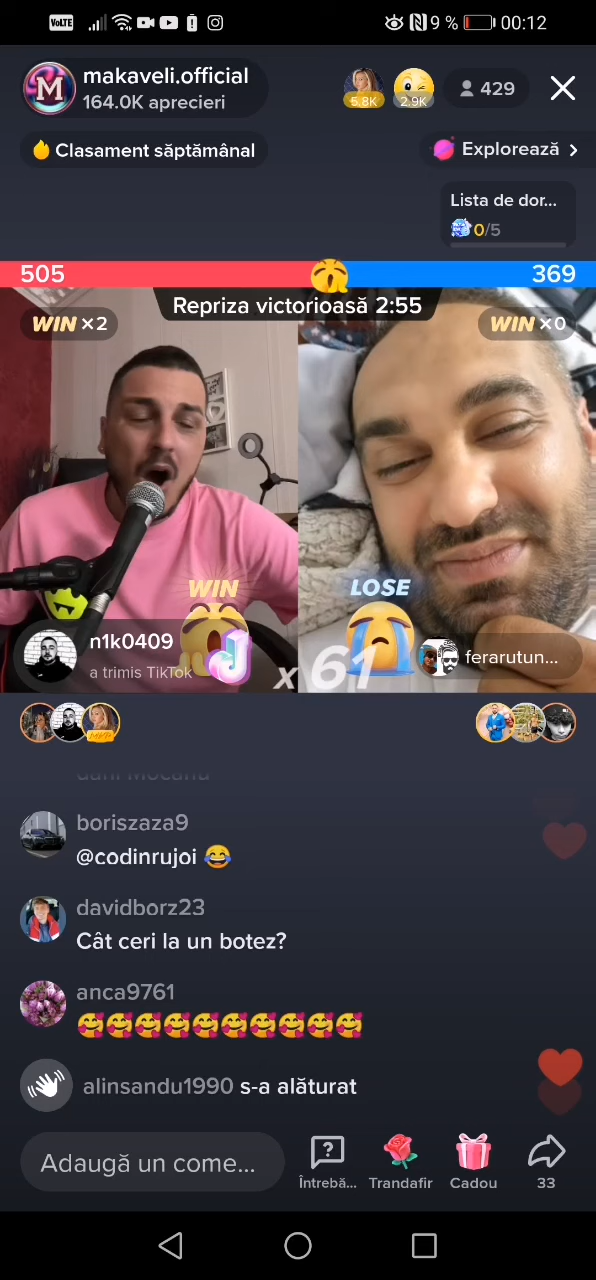 VoLTE
9 %
00:12
M
makaveli.official
164.0K aprecieri
5.8K
2.9K
429
Clasament săptămânal
Explorează
Lista de dor...
0/5
505
369
Repriza victorioasă 2:55
WIN ×2
WIN ×0
WIN
LOSE
n1k0409
a trimis TikTok
x 61
ferarutun...
boriszaza9
@codinrujoi 😂
davidborz23
Cât ceri la un botez?
anca9761
🥰🥰🥰🥰🥰🥰🥰🥰🥰🥰
alinsandu1990 s-a alăturat
Adaugă un come...
Întrebă...
Trandafir
Cadou
33